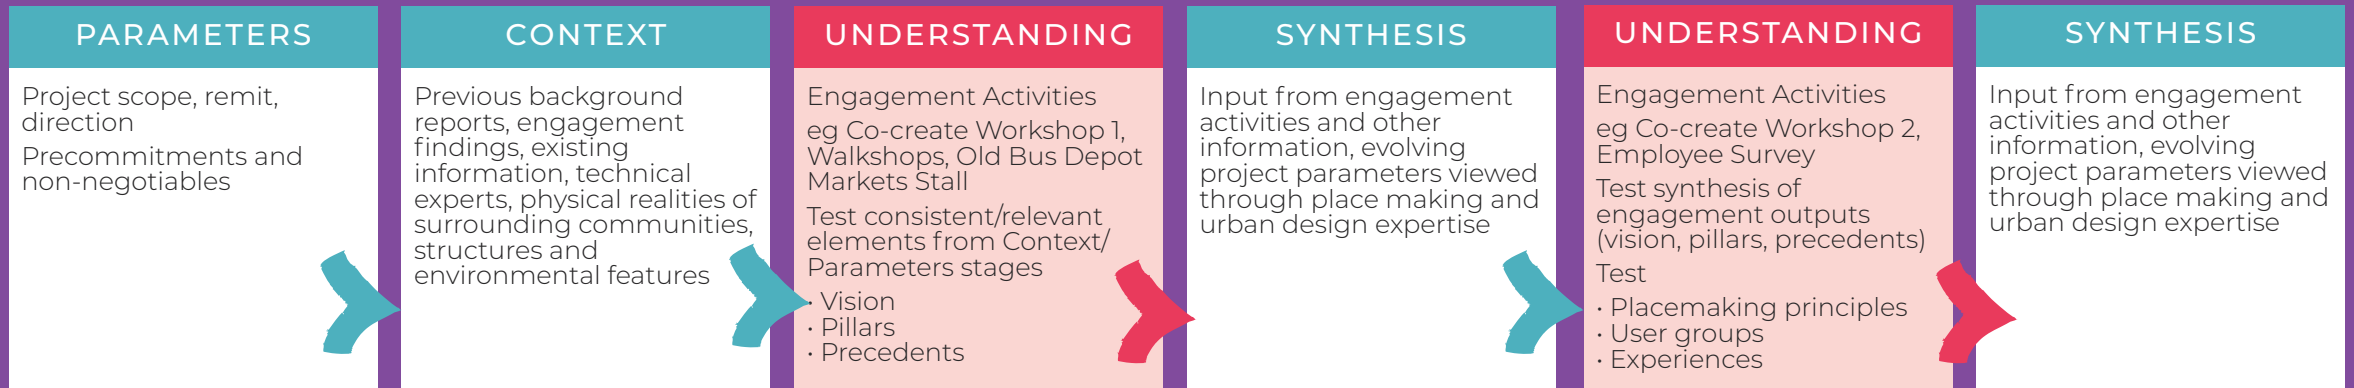 PARAMETERS
Project scope, remit,
direction
Precommitments and
non-negotiables
CONTEXT
Previous background
reports, engagement
findings, existing
information, technical
experts, physical realities of
surrounding communities,
structures and
environmental features
UNDERSTANDING
Engagement Activities
eg Co-create Workshop 1,
Walkshops, Old Bus Depot
Markets Stall
Test consistent/relevant
elements from Context/
Parameters stages
· Vision
· Pillars
· Precedents
SYNTHESIS
Input from engagement
activities and other
information, evolving
project parameters viewed
through place making and
urban design expertise
UNDERSTANDING
Engagement Activities
eg Co-create Workshop 2,
Employee Survey
Test synthesis of
engagement outputs
(vision, pillars, precedents)
Test
· Placemaking principles
· User groups
· Experiences
SYNTHESIS
Input from engagement
activities and other
information, evolving
project parameters viewed
through place making and
urban design expertise